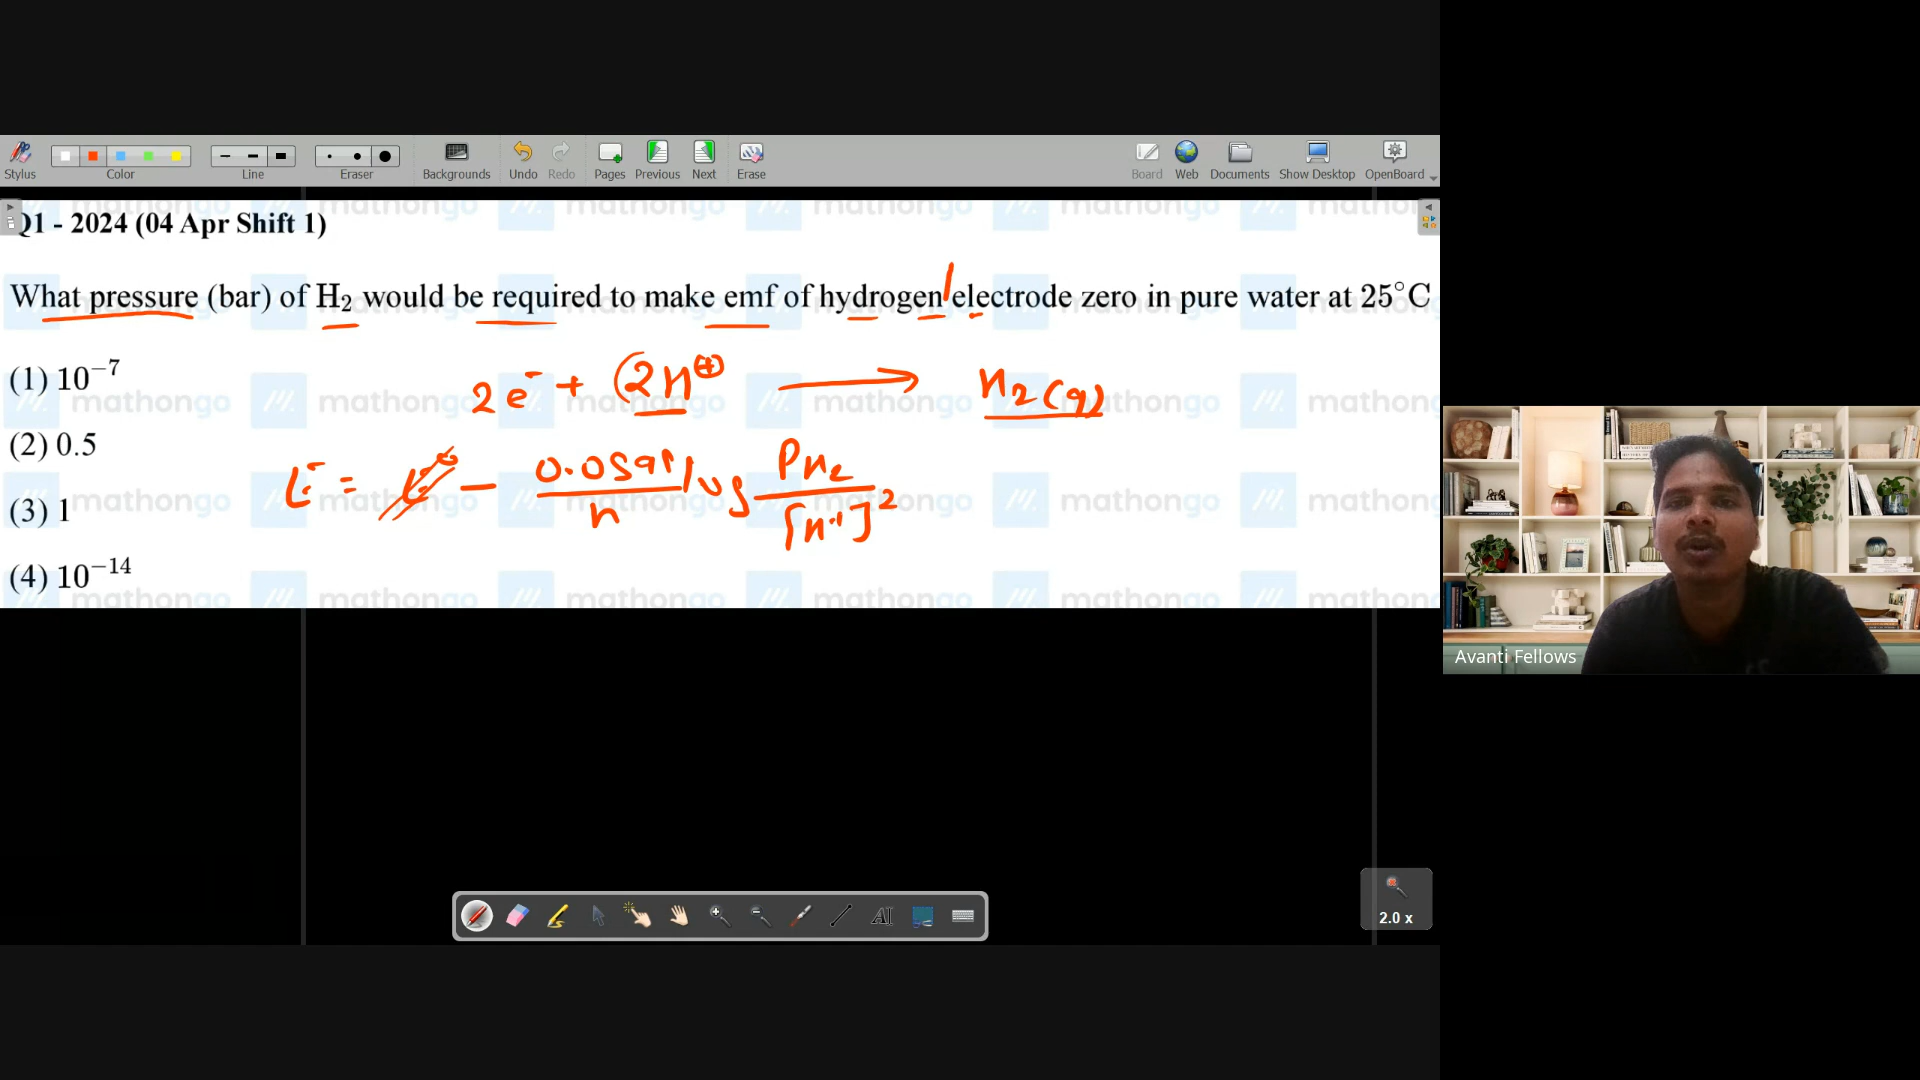 Stylus
Color
Line
Eraser
Backgrounds
Undo
Redo
Pages
Previous
Next
Erase
Board
Web
Documents
Show Desktop
OpenBoard
Q1 - 2024 (04 Apr Shift 1)
What pressure (bar) of H₂ would be required to make emf of hydrogen electrode zero in pure water at 25°C
(1) 10⁻⁷
2e⁻ + (2H⊕ → H₂(g)
(2) 0.5
E = E° - 0.0591/n log PH₂/[H+]²
(3) 1
(4) 10⁻¹⁴
mathongo
Avanti Fellows
2.0 x